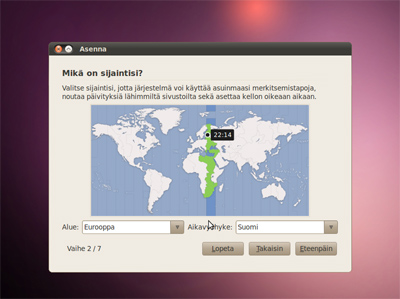 Asenna
Mikä on sijaintisi?
Valitse sijaintisi, jotta järjestelmä voi käyttää asuinmaasi merkitsemistapoja,
noutaa päivityksiä lähimmiltä sivustoilta sekä asettaa kellon oikeaan aikaan.
22:14
Alue: Eurooppa Aikavyöhyke: Suomi
Vaihe 2 / 7 Lopeta Takaisin Eteenpäin